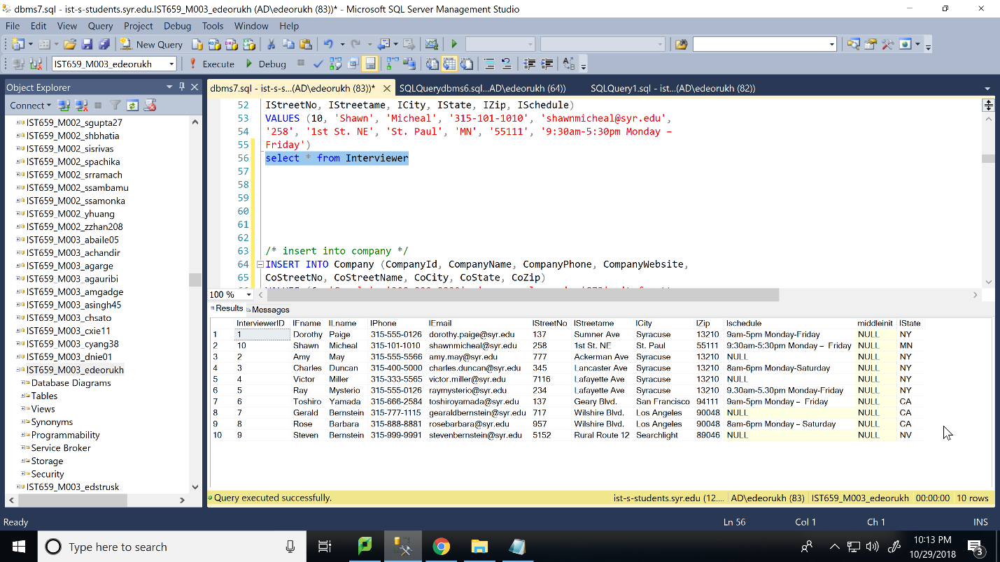 dbms7.sql - ist-s-students.syr.edu.IST659_M003_edeorukh (AD\edeorukh (83))* - Microsoft SQL Server Management Studio
File Edit View Query Project Debug Tools Window Help
New Query
IST659_M003_edeorukh Execute Debug
Object Explorer
Connect
IST659_M002_sgupta27
IST659_M002_shbhatia
IST659_M002_sisrivas
IST659_M002_spachika
IST659_M002_srramach
IST659_M002_ssambamu
IST659_M002_ssamonka
IST659_M002_yhuang
IST659_M002_zzhan208
IST659_M003_abaile05
IST659_M003_achandir
IST659_M003_agarge
IST659_M003_agauribi
IST659_M003_amgadge
IST659_M003_asingh45
IST659_M003_chsato
IST659_M003_cxie11
IST659_M003_cyang38
IST659_M003_dnie01
IST659_M003_edeorukh
Database Diagrams
Tables
Views
Synonyms
Programmability
Service Broker
Storage
Security
IST659_M003_edstrusk
dbms7.sql - ist-s-s...(AD\edeorukh (83))* SQLQuerydbms6.sql...AD\edeorukh (64)) SQLQuery1.sql - ist...(AD\edeorukh (82))
52 IStreetNo, IStreetame, ICity, IState, IZip, ISchedule)
53 VALUES (10, 'Shawn', 'Micheal', '315-101-1010', 'shawnmicheal@syr.edu',
54 '258', '1st St. NE', 'St. Paul', 'MN', '55111', '9:30am-5:30pm Monday –
55 Friday')
56 select * from Interviewer
57
58
59
60
61
62
63 /* insert into company */
64 INSERT INTO Company (CompanyId, CompanyName, CompanyPhone, CompanyWebsite,
65 CoStreetNo, CoStreetName, CoCity, CoState, CoZip)
100 %
Results Messages
InterviewerID IFname ILname IPhone IEmail IStreetNo IStreetame ICity IZip Ischedule middleinit IState
1 1 Dorothy Paige 315-555-0126 dorothy.paige@syr.edu 137 Sumner Ave Syracuse 13210 9am-5pm Monday-Friday NULL NY
2 10 Shawn Micheal 315-101-1010 shawnmicheal@syr.edu 258 1st St. NE St. Paul 55111 9:30am-5:30pm Monday – Friday NULL MN
3 2 Amy May 315-555-5566 amy.may@syr.edu 777 Ackerman Ave Syracuse 13210 NULL NULL NY
4 3 Charles Duncan 315-400-5000 charles.duncan@syr.edu 345 Lancaster Ave Syracuse 13210 8am-6pm Monday-Saturday NULL NY
5 4 Victor Miller 315-333-5565 victor.miller@syr.edu 7116 Lafayette Ave Syracuse 13210 NULL NULL NY
6 5 Ray Mysterio 315-555-0126 raymysterio@syr.edu 234 Lafayette Ave Syracuse 13210 9.30am-5.30pm Monday-Friday NULL NY
7 6 Toshiro Yamada 315-666-2584 toshiroyamada@syr.edu 137 Geary Blvd. San Francisco 94111 9am-5pm Monday – Friday NULL CA
8 7 Gerald Bernstein 315-777-1115 gearaldbernstein@syr.edu 717 Wilshire Blvd. Los Angeles 90048 NULL NULL CA
9 8 Rose Barbara 315-888-8881 rosebarbara@syr.edu 957 Wilshire Blvd. Los Angeles 90048 8am-6pm Monday – Saturday NULL CA
10 9 Steven Bernstein 315-999-9991 stevenbernstein@syr.edu 5152 Rural Route 12 Searchlight 89046 NULL NULL NV
Query executed successfully. ist-s-students.syr.edu (12.... AD\edeorukh (83) IST659_M003_edeorukh 00:00:00 10 rows
Ready Ln 56 Col 1 Ch 1 INS
Type here to search
10:13 PM
10/29/2018
3